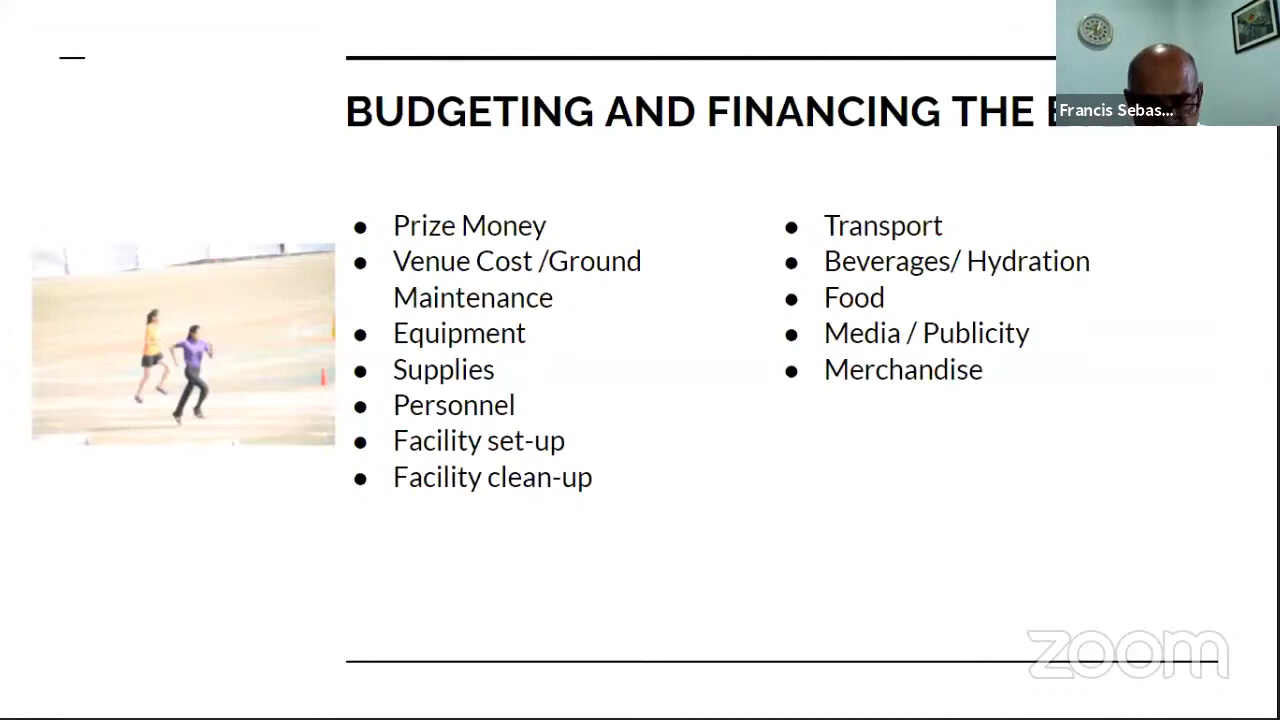 BUDGETING AND FINANCING THE
Francis Sebas...
● Prize Money
● Venue Cost /Ground
Maintenance
● Equipment
● Supplies
● Personnel
● Facility set-up
● Facility clean-up
● Transport
● Beverages/ Hydration
● Food
● Media / Publicity
● Merchandise
zoom